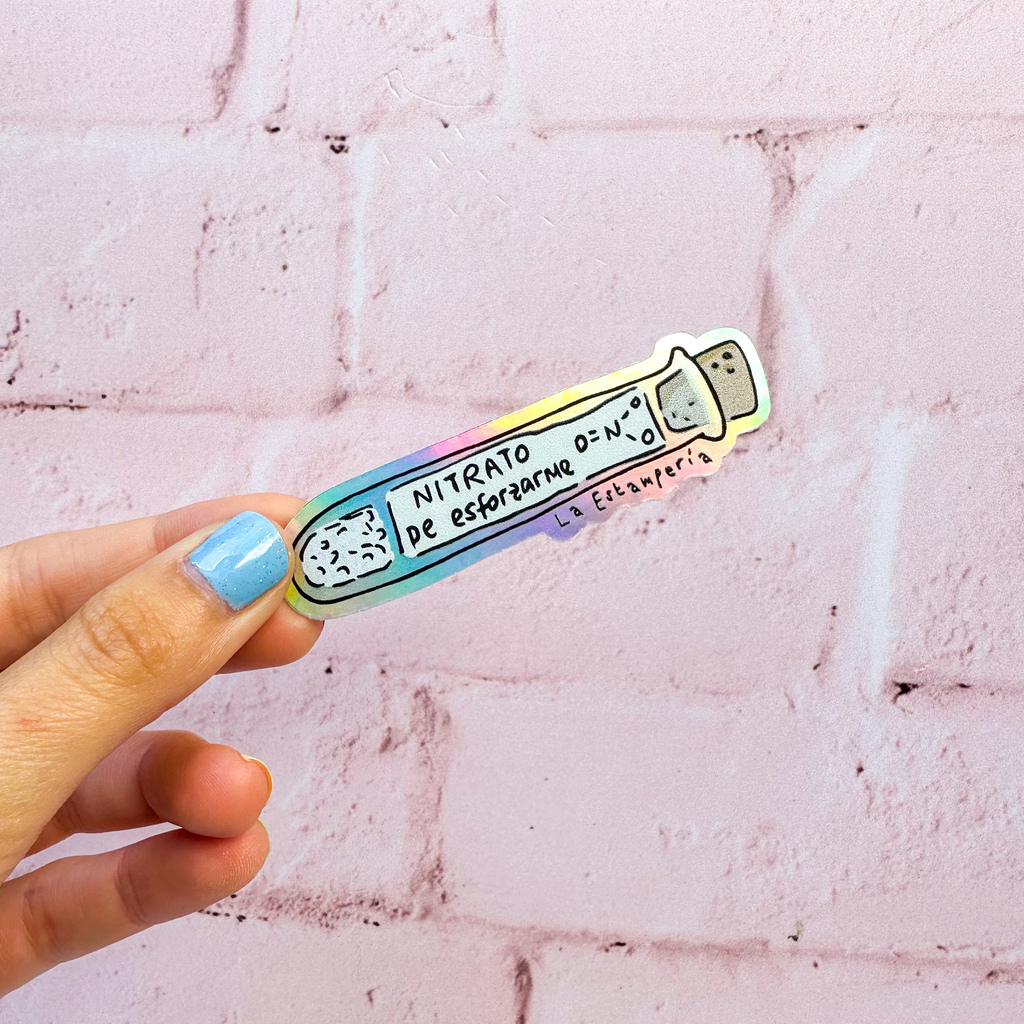 NITRATO
De esforzarme
O=N
O
O
La Estampería